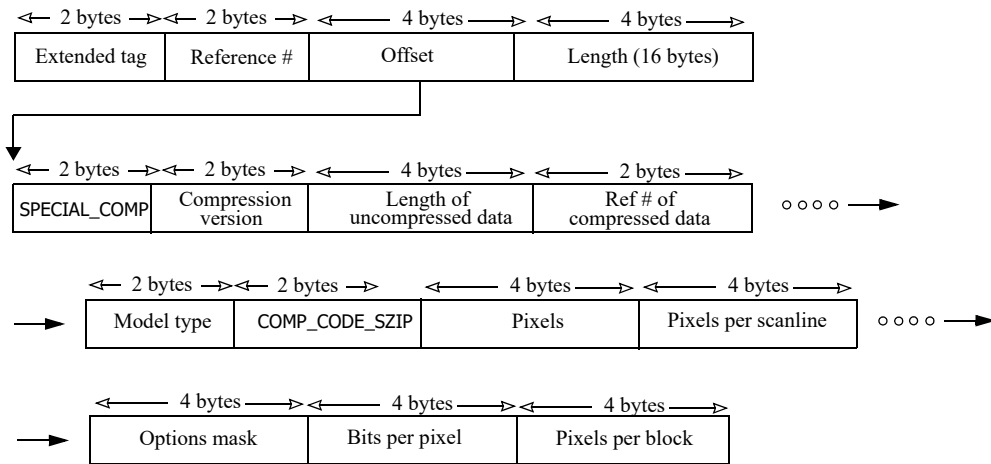 2 bytes 2 bytes 4 bytes 4 bytes
Extended tag Reference # Offset Length (16 bytes)
2 bytes 2 bytes 4 bytes 2 bytes
SPECIAL_COMP Compression version Length of uncompressed data Ref # of compressed data
2 bytes 2 bytes 4 bytes 4 bytes
Model type COMP_CODE_SZIP Pixels Pixels per scanline
4 bytes 4 bytes 4 bytes
Options mask Bits per pixel Pixels per block